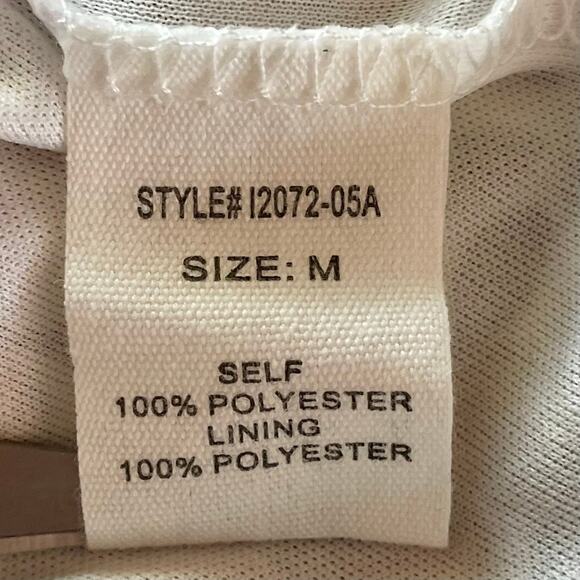 STYLE# I2072-05A
SIZE: M
SELF
100% POLYESTER
LINING
100% POLYESTER